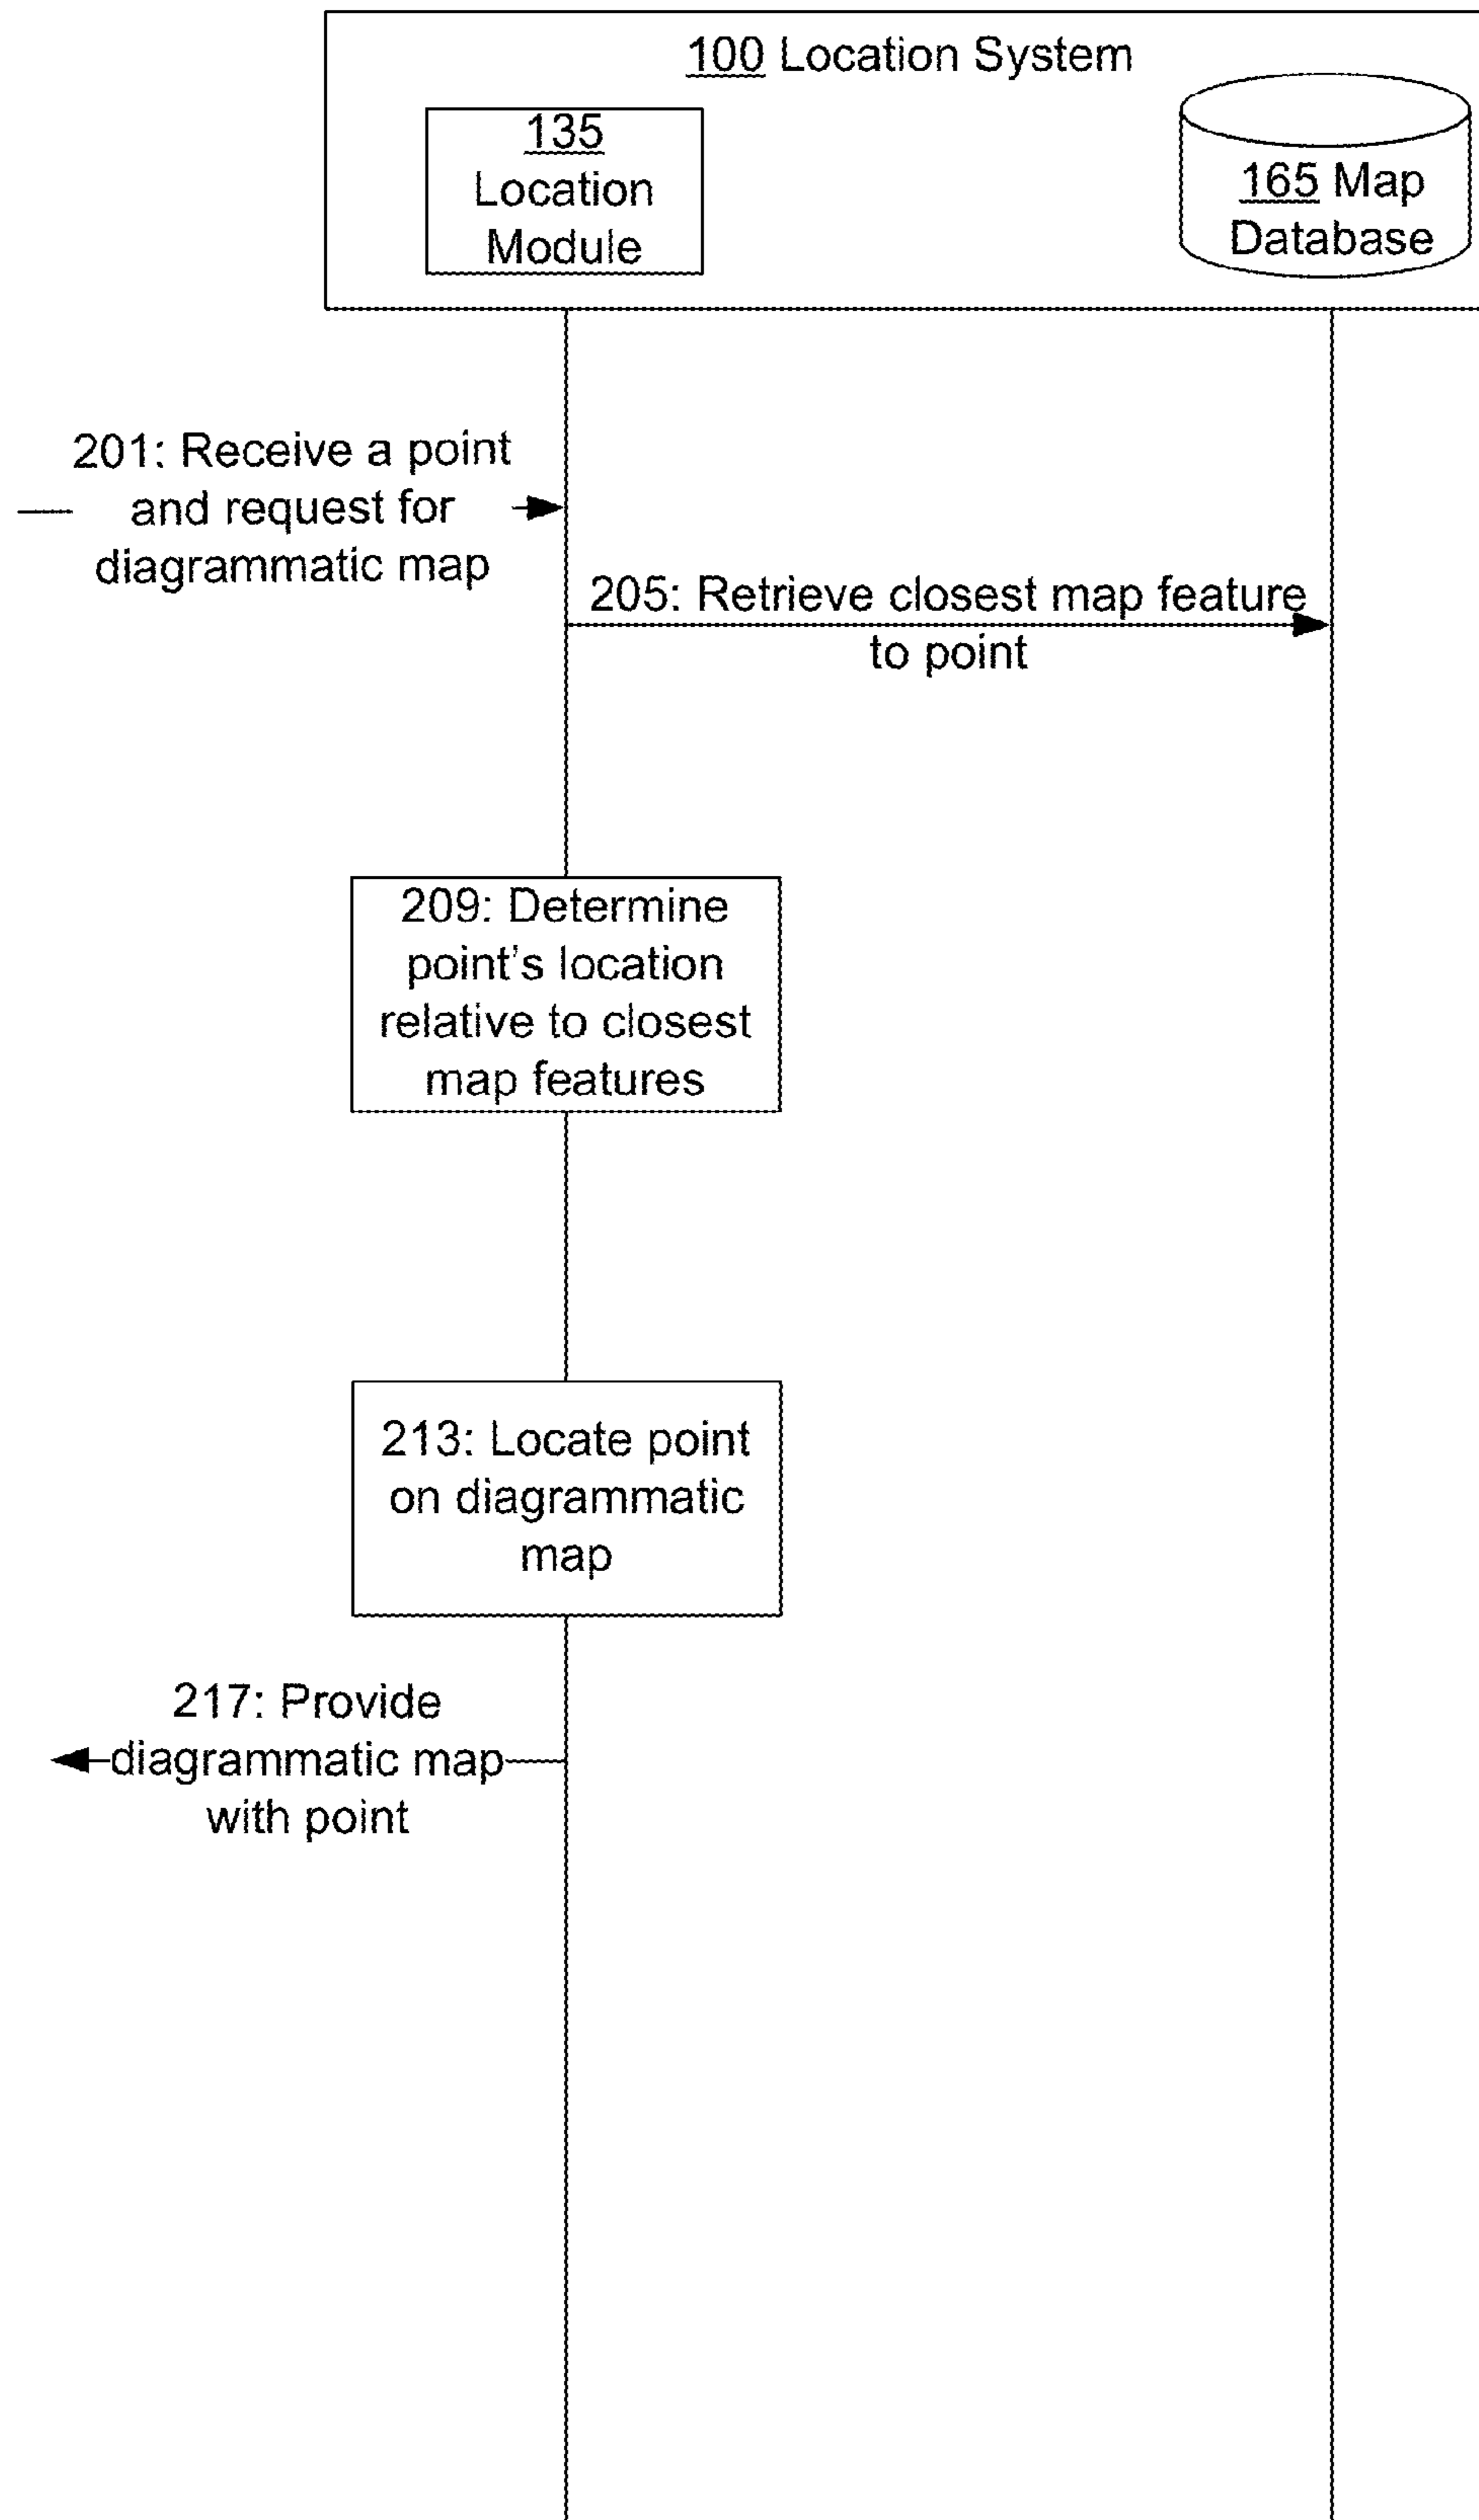 100 Location System
135
Location
Module
165 Map
Database
201: Receive a point
and request for
diagrammatic map
205: Retrieve closest map feature
to point
209: Determine
point's location
relative to closest
map features
213: Locate point
on diagrammatic
map
217: Provide
diagrammatic map
with point